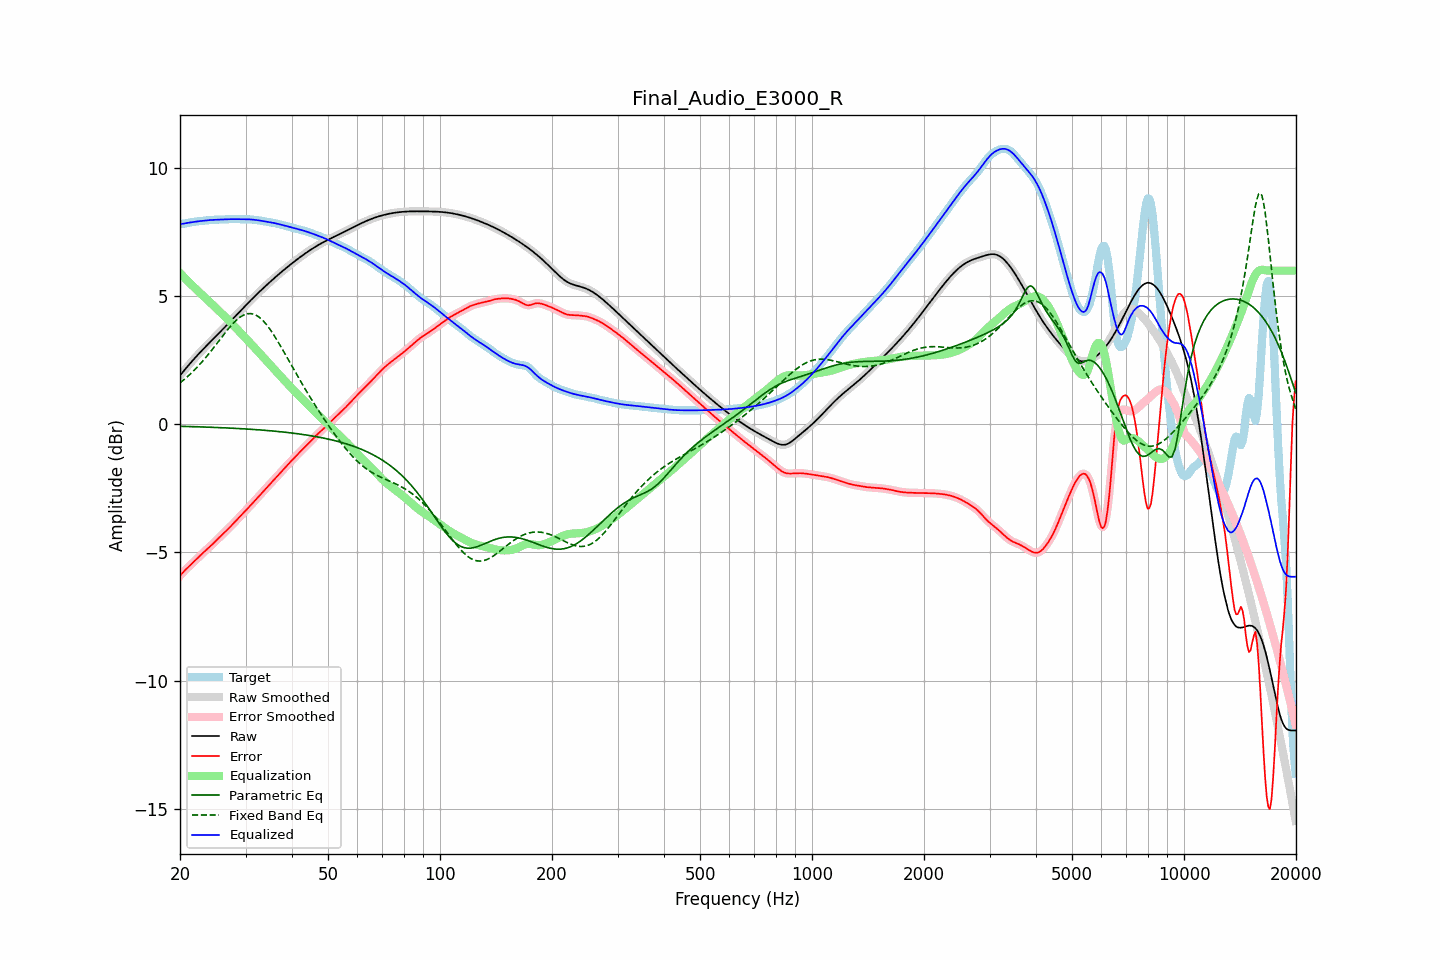 Final_Audio_E3000_R
Amplitude (dBr)
10
5
0
−5
−10
−15
Target
Raw Smoothed
Error Smoothed
Raw
Error
Equalization
Parametric Eq
Fixed Band Eq
Equalized
20 50 100 200 500 1000 2000 5000 10000 20000
Frequency (Hz)